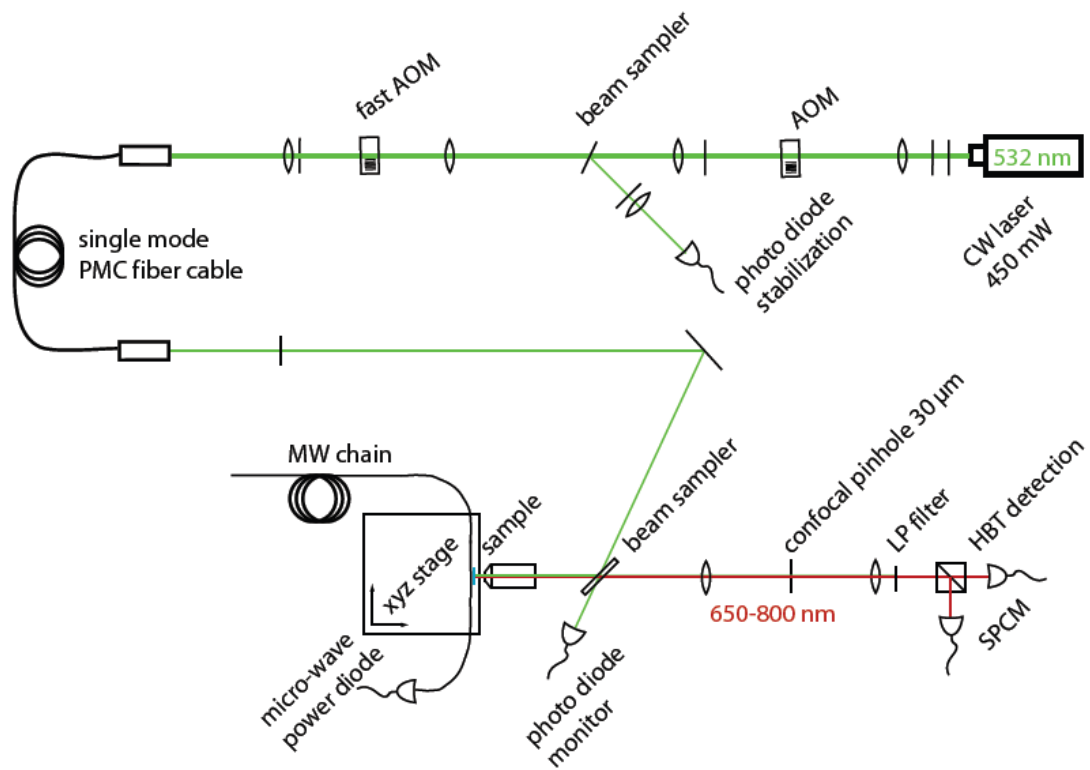 fast AOM
beam sampler
AOM
532 nm
CW laser
450 mW
photo diode
stabilization
single mode
PMC fiber cable
MW chain
sample
xyz stage
beam sampler
confocal pinhole 30 µm
LP filter
HBT detection
650-800 nm
SPCM
micro-wave
power diode
photo diode
monitor